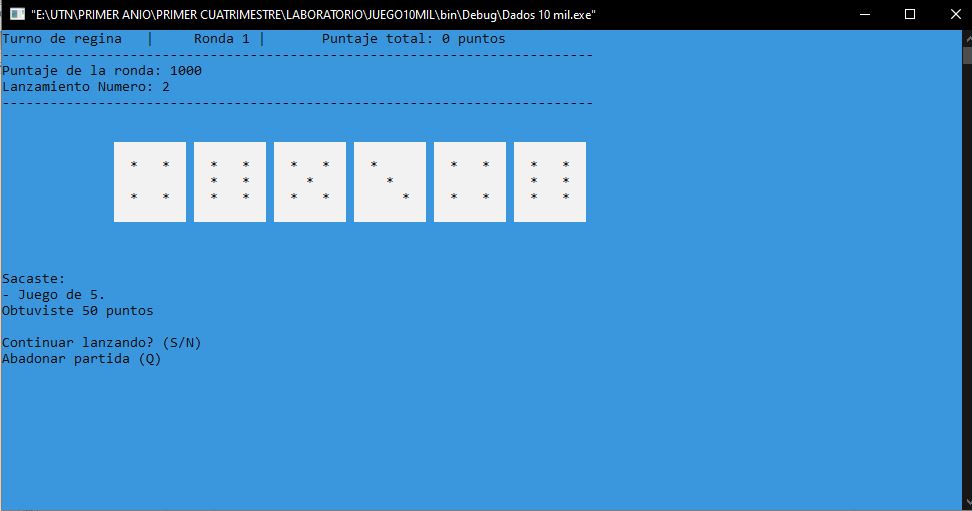 "E:\UTN\PRIMER ANIO\PRIMER CUATRIMESTRE\LABORATORIO\JUEGO10MIL\bin\Debug\Dados 10 mil.exe"
Turno de regina | Ronda 1 | Puntaje total: 0 puntos
--------------------------------------------------------------------------
Puntaje de la ronda: 1000
Lanzamiento Numero: 2
--------------------------------------------------------------------------
* * * * * * * * * * *
* * * * * *
* * * * * * * * * * *
Sacaste:
- Juego de 5.
Obtuviste 50 puntos
Continuar lanzando? (S/N)
Abadonar partida (Q)